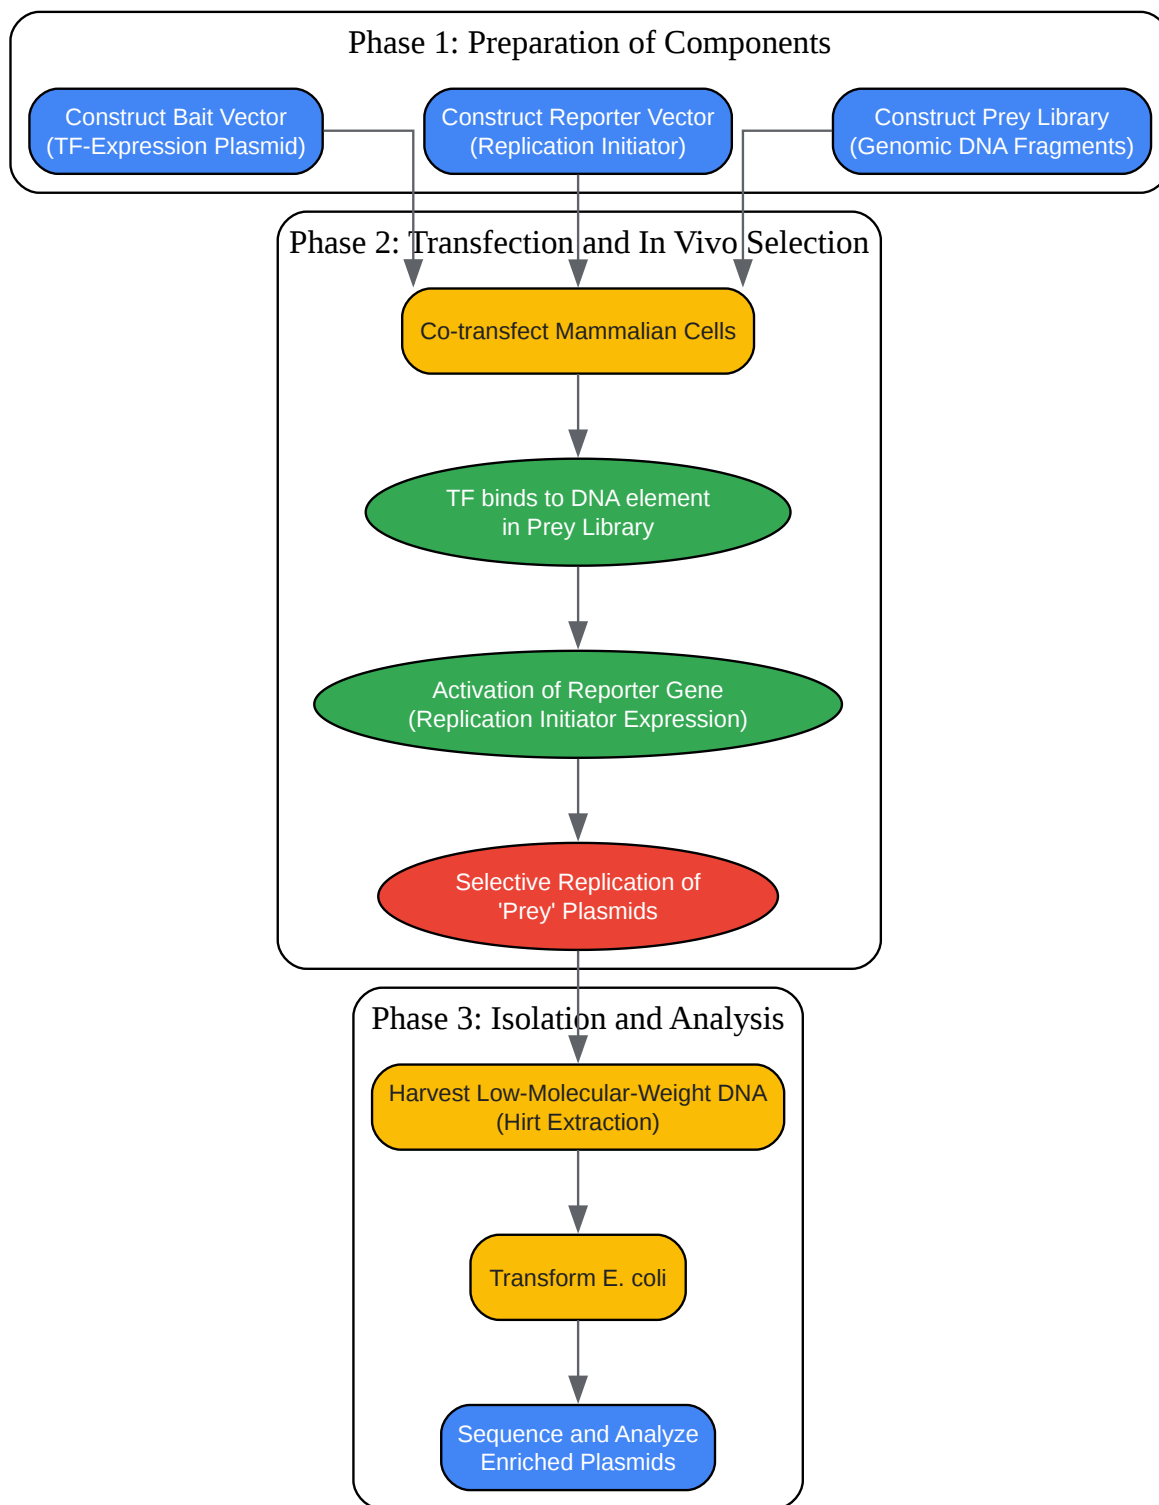 Phase 1: Preparation of Components
Construct Bait Vector
(TF-Expression Plasmid)
Construct Reporter Vector
(Replication Initiator)
Construct Prey Library
(Genomic DNA Fragments)
Phase 2: Transfection and In Vivo Selection
Co-transfect Mammalian Cells
TF binds to DNA element
in Prey Library
Activation of Reporter Gene
(Replication Initiator Expression)
Selective Replication of
'Prey' Plasmids
Phase 3: Isolation and Analysis
Harvest Low-Molecular-Weight DNA
(Hirt Extraction)
Transform E. coli
Sequence and Analyze
Enriched Plasmids